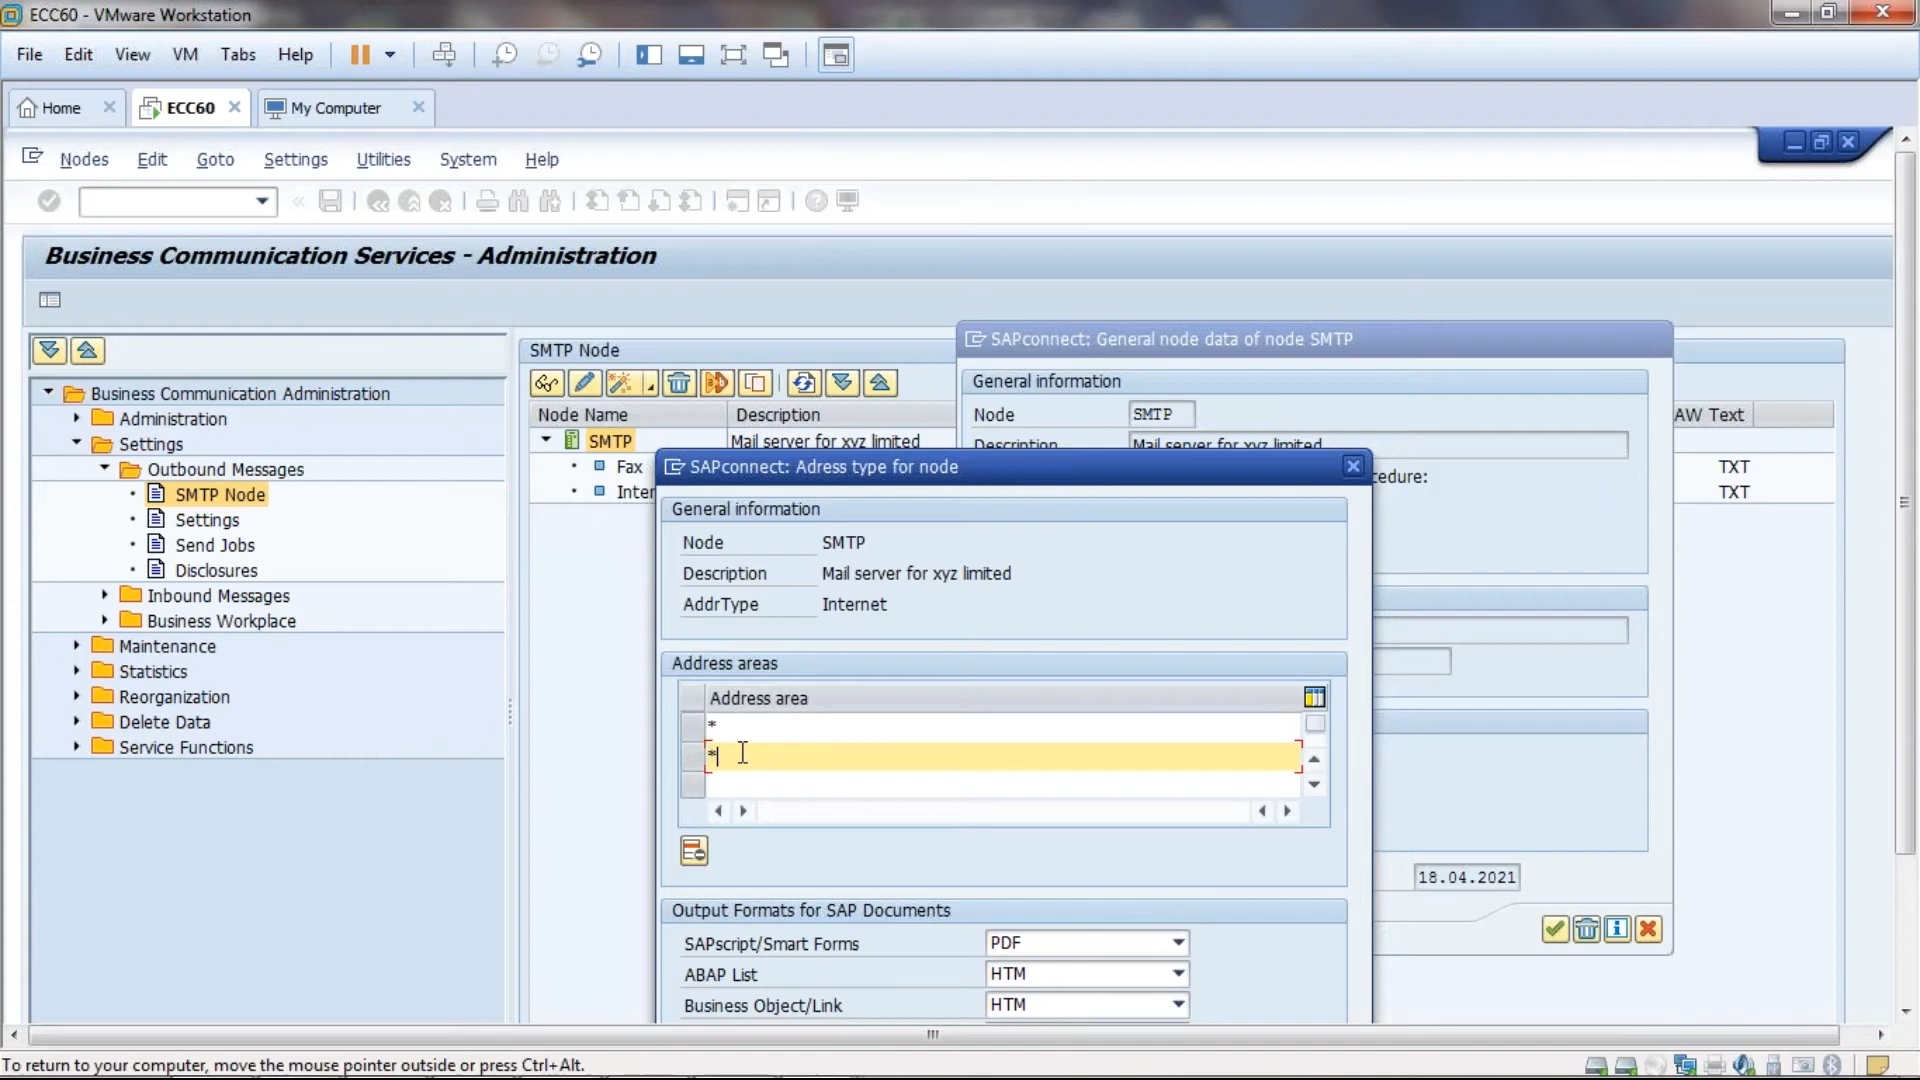 ECC60 - VMware Workstation
File Edit View VM Tabs Help
Home ECC60 My Computer
Nodes Edit Goto Settings Utilities System Help
Business Communication Services - Administration
Business Communication Administration
Administration
Settings
Outbound Messages
SMTP Node
Settings
Send Jobs
Disclosures
Inbound Messages
Business Workplace
Maintenance
Statistics
Reorganization
Delete Data
Service Functions
SMTP Node
Node Name Description AW Text
SMTP Mail server for xyz limited
Fax TXT
Inter TXT
SAPconnect: General node data of node SMTP
General information
Node SMTP
Description Mail server for xyz limited
cedure:
18.04.2021
SAPconnect: Adress type for node
General information
Node SMTP
Description Mail server for xyz limited
AddrType Internet
Address areas
Address area
*
*
Output Formats for SAP Documents
SAPscript/Smart Forms PDF
ABAP List HTM
Business Object/Link HTM
To return to your computer, move the mouse pointer outside or press Ctrl+Alt.